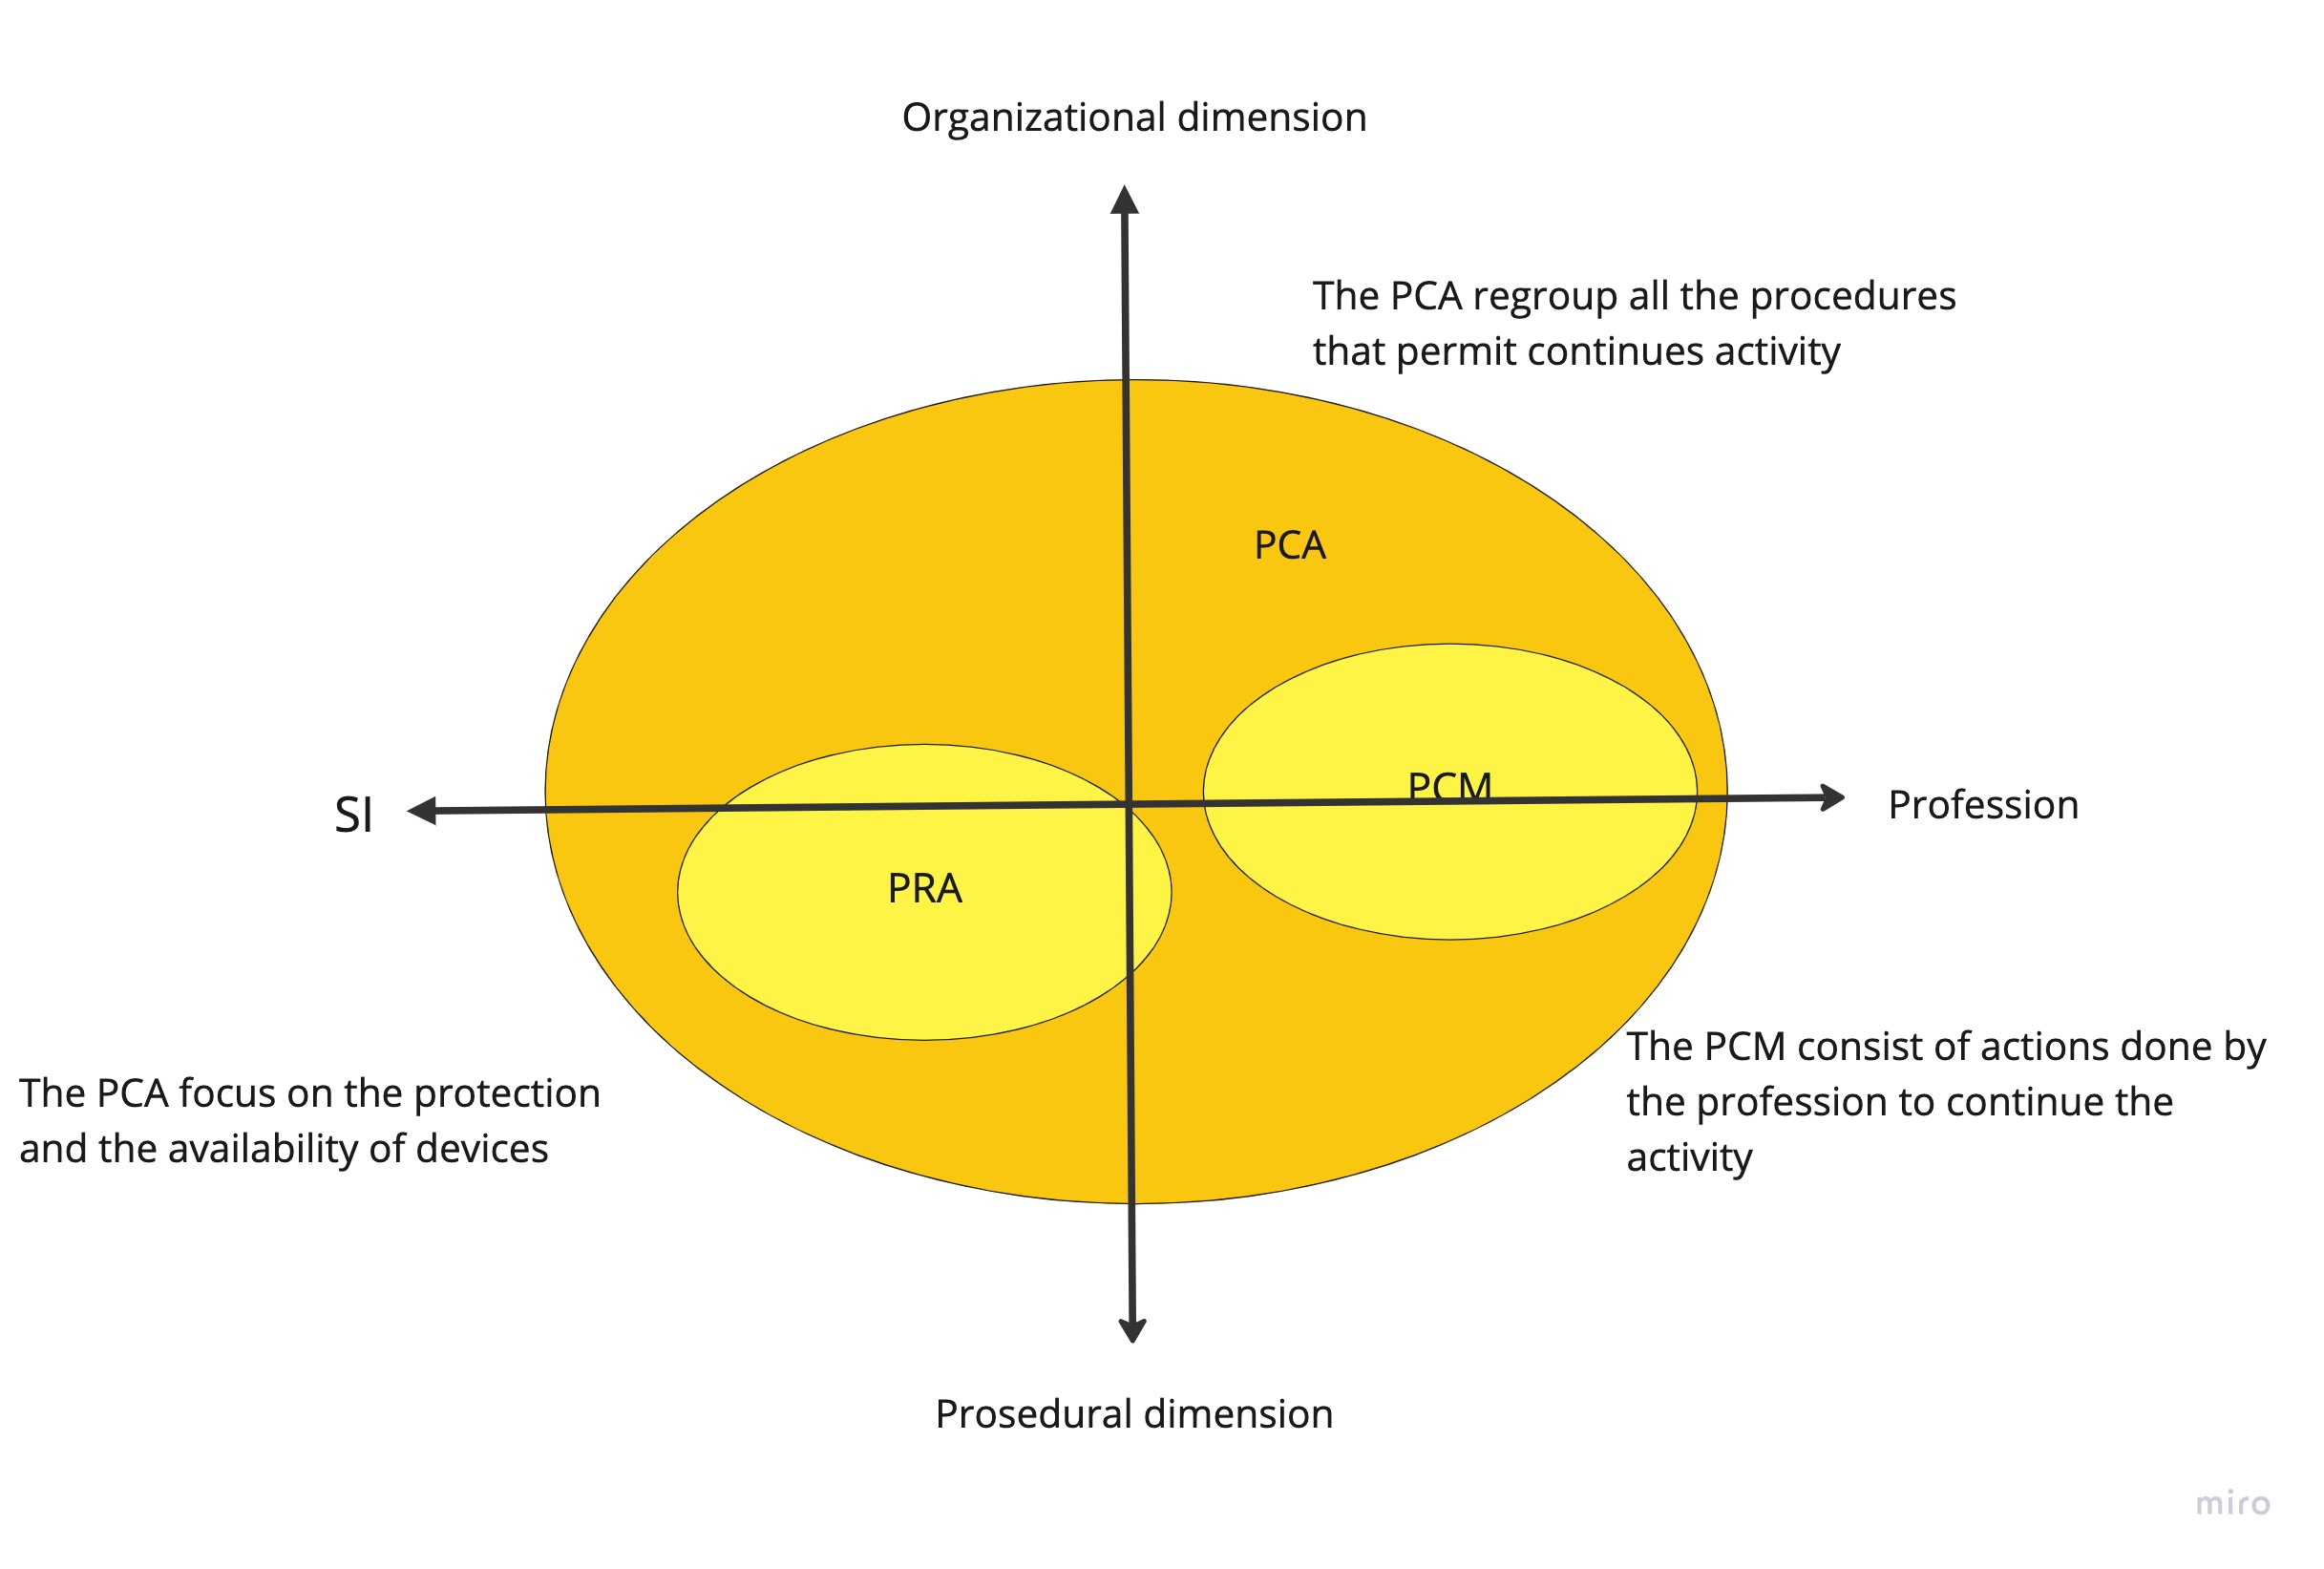 Organizational dimension
The PCA regroup all the procedures
that permit continues activity
PCA
PCM
SI
Profession
PRA
The PCA focus on the protection
and the availability of devices
The PCM consist of actions done by
the profession to continue the
activity
Prosedural dimension
miro